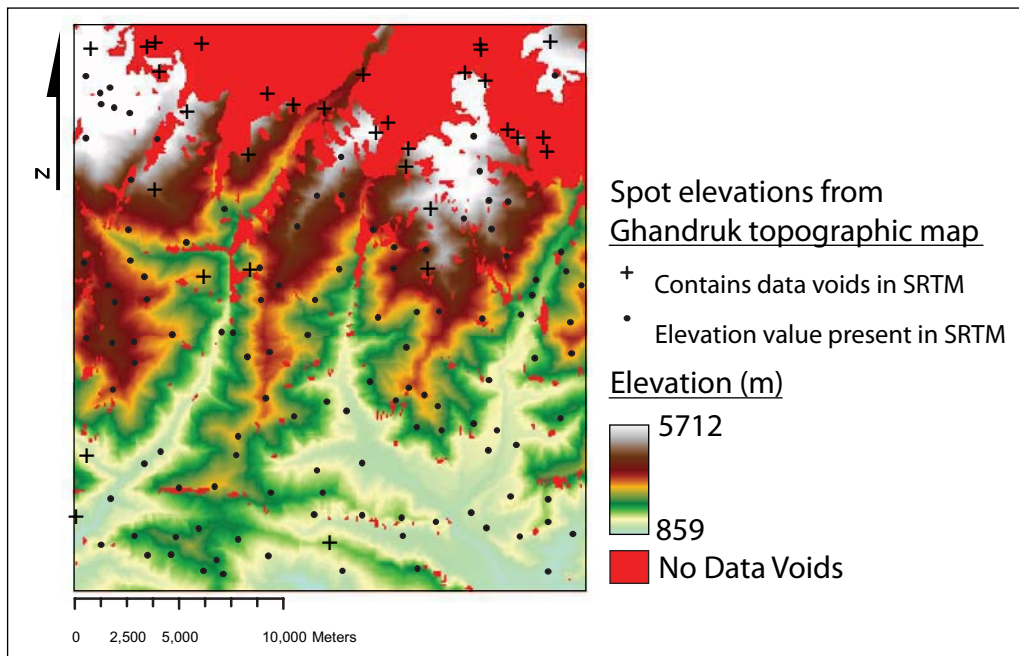 N
Spot elevations from
Ghandruk topographic map
+ Contains data voids in SRTM
• Elevation value present in SRTM
Elevation (m)
5712
859
No Data Voids
0 2,500 5,000 10,000 Meters